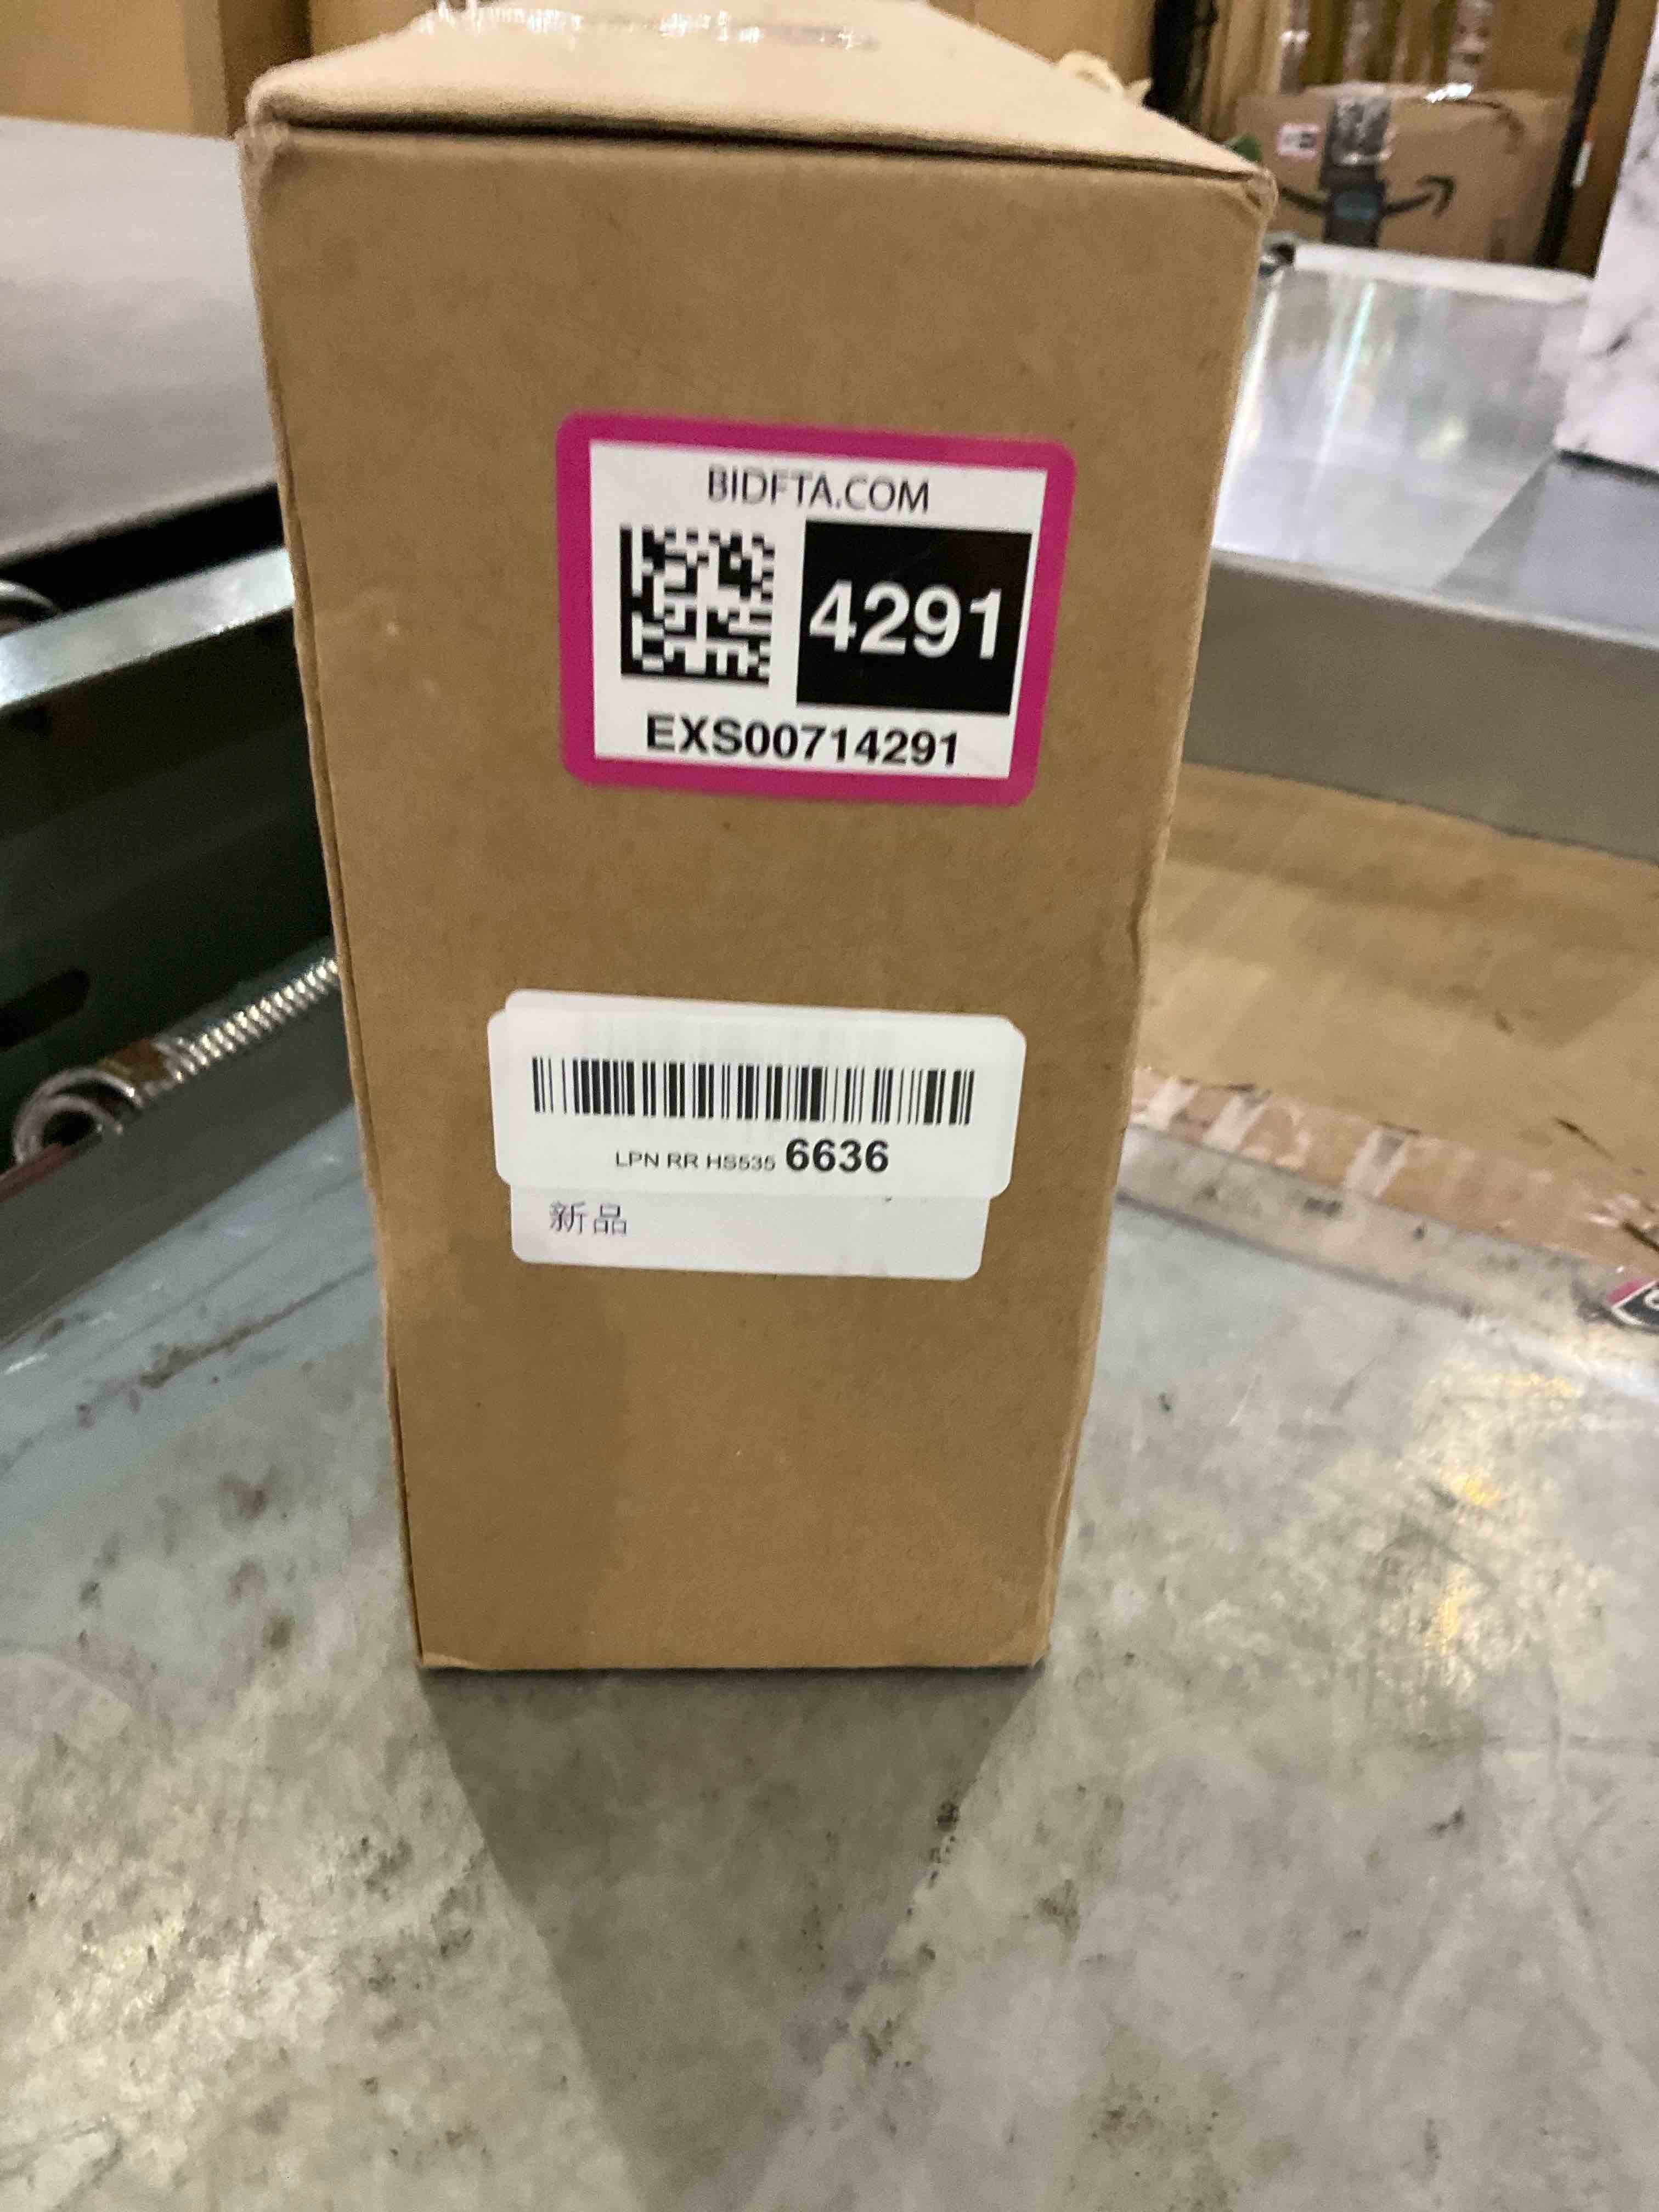 BIDFTA.COM
4291
EXS00714291
LPN RR HS535 6636
新品